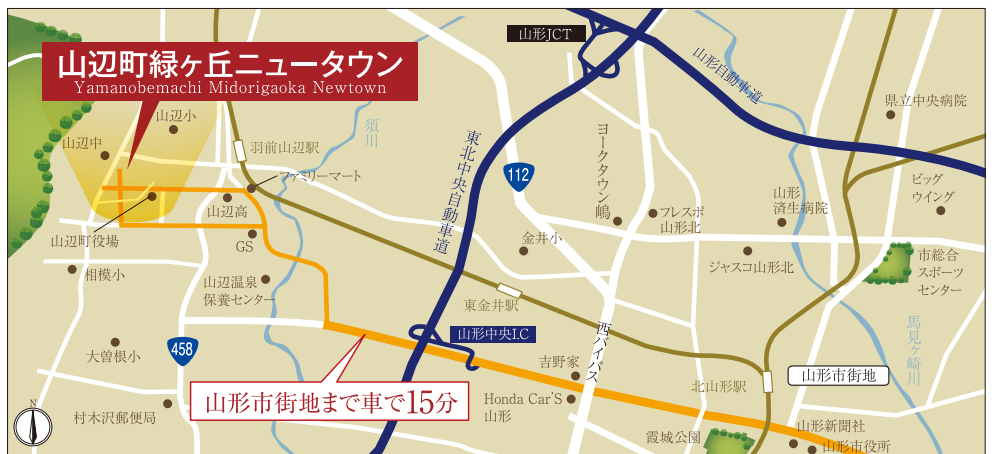 山形JCT
山形自動車道
山辺町緑ヶ丘ニュータウン
Yamanobemachi Midorigaoka Newtown
県立中央病院
山辺小
須川
山辺中
羽前山辺駅
東北中央自動車道
112
ヨークタウン嶋
ファミリーマート
ビッグ
ウイング
山形
済生病院
山辺高
フレスポ
山形北
山辺町役場
GS
金井小
ジャスコ山形北
市総合
スポーツ
センター
相模小
山辺温泉
保養センター
東金井駅
西バイパス
馬見ヶ崎川
山形中央I.C
大曽根小
458
吉野家
北山形駅
山形市街地
山形市街地まで車で15分
Honda Car'S
山形
村木沢郵便局
N
霞城公園
山形新聞社
山形市役所